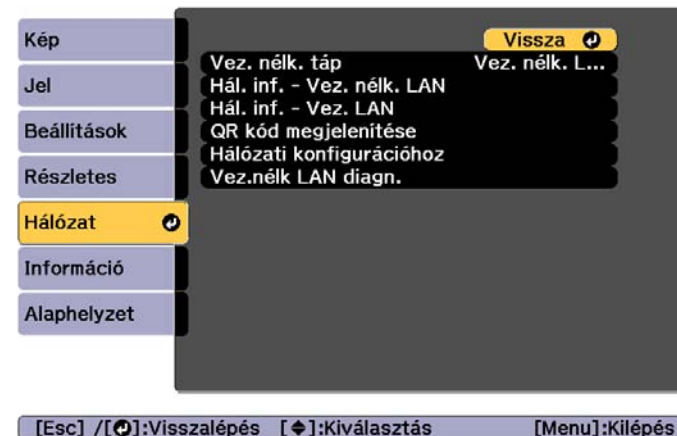 Kép
Jel
Beállítások
Részletes
Hálózat
Információ
Alaphelyzet
Vissza
Vez. nélk. táp Vez. nélk. L...
Hál. inf. - Vez. nélk. LAN
Hál. inf. - Vez. LAN
QR kód megjelenítése
Hálózati konfigurációhoz
Vez.nélk LAN diagn.
[Esc] /[↵]:Visszalépés [◆]:Kiválasztás [Menu]:Kilépés